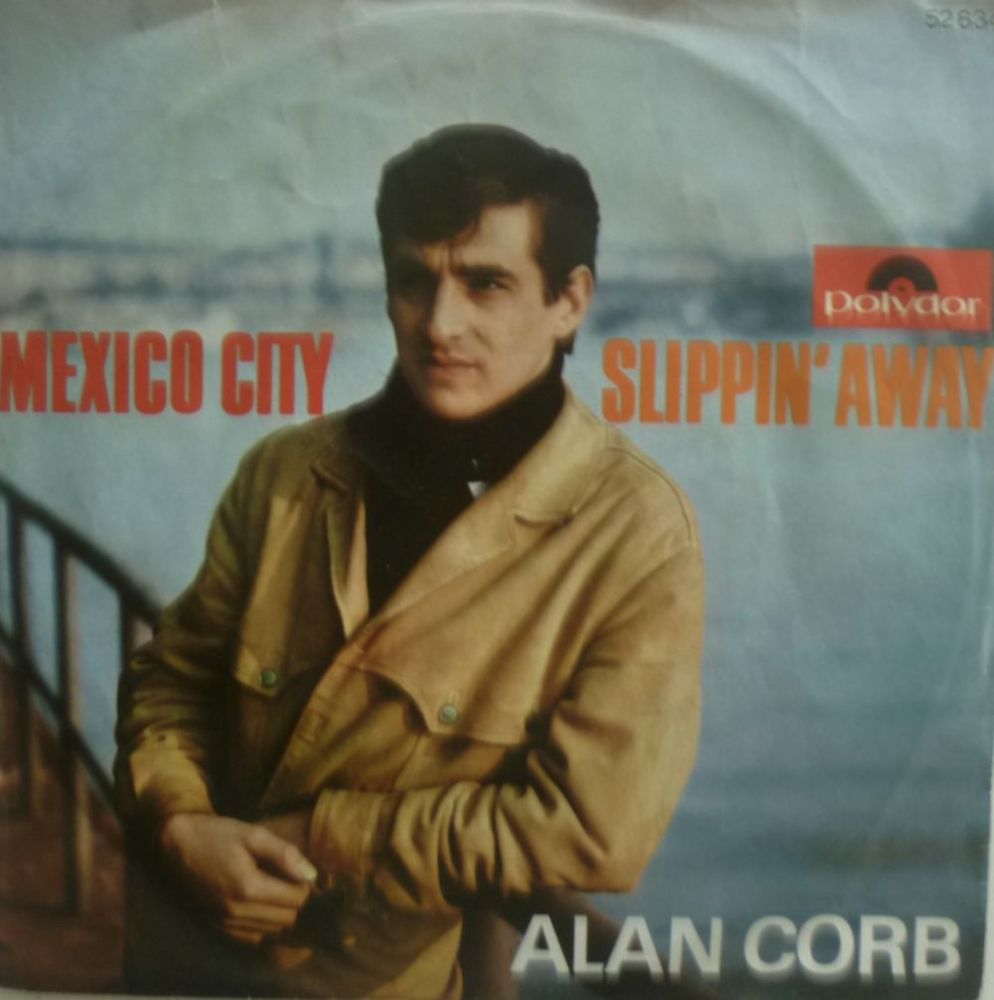 52 634
polydor
MEXICO CITY
SLIPPIN' AWAY
ALAN CORB